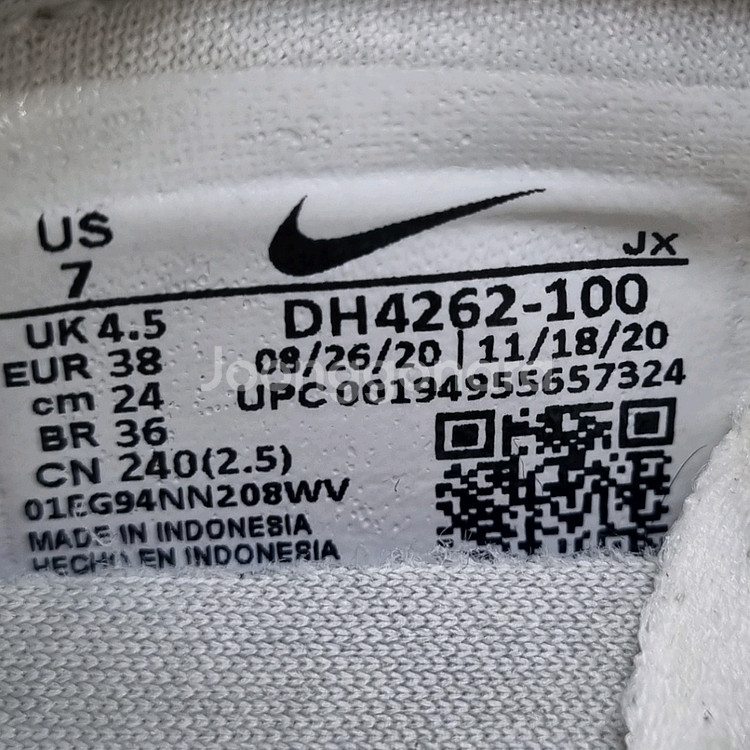 US
7
JX
UK 4.5
EUR 38
cm 24
BR 36
CN 240(2.5)
DH4262-100
08/26/20 | 11/18/20
UPC 00194955657324
01EG94NN208WV
MADE IN INDONESIA
HECHO EN INDONESIA